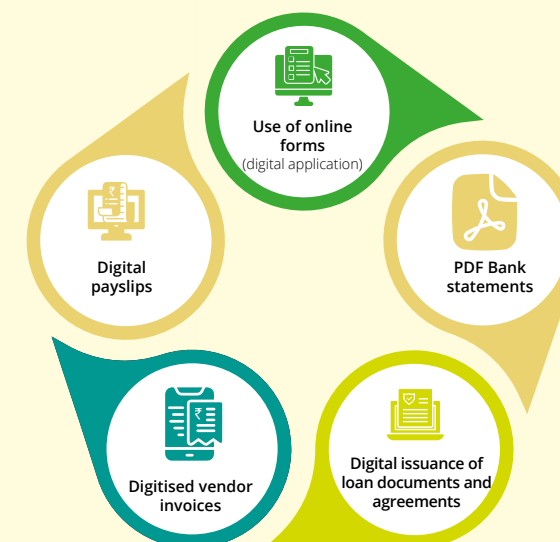 Use of online
forms
(digital application)
PDF Bank
statements
Digital issuance of
loan documents and
agreements
Digitised vendor
invoices
Digital
payslips